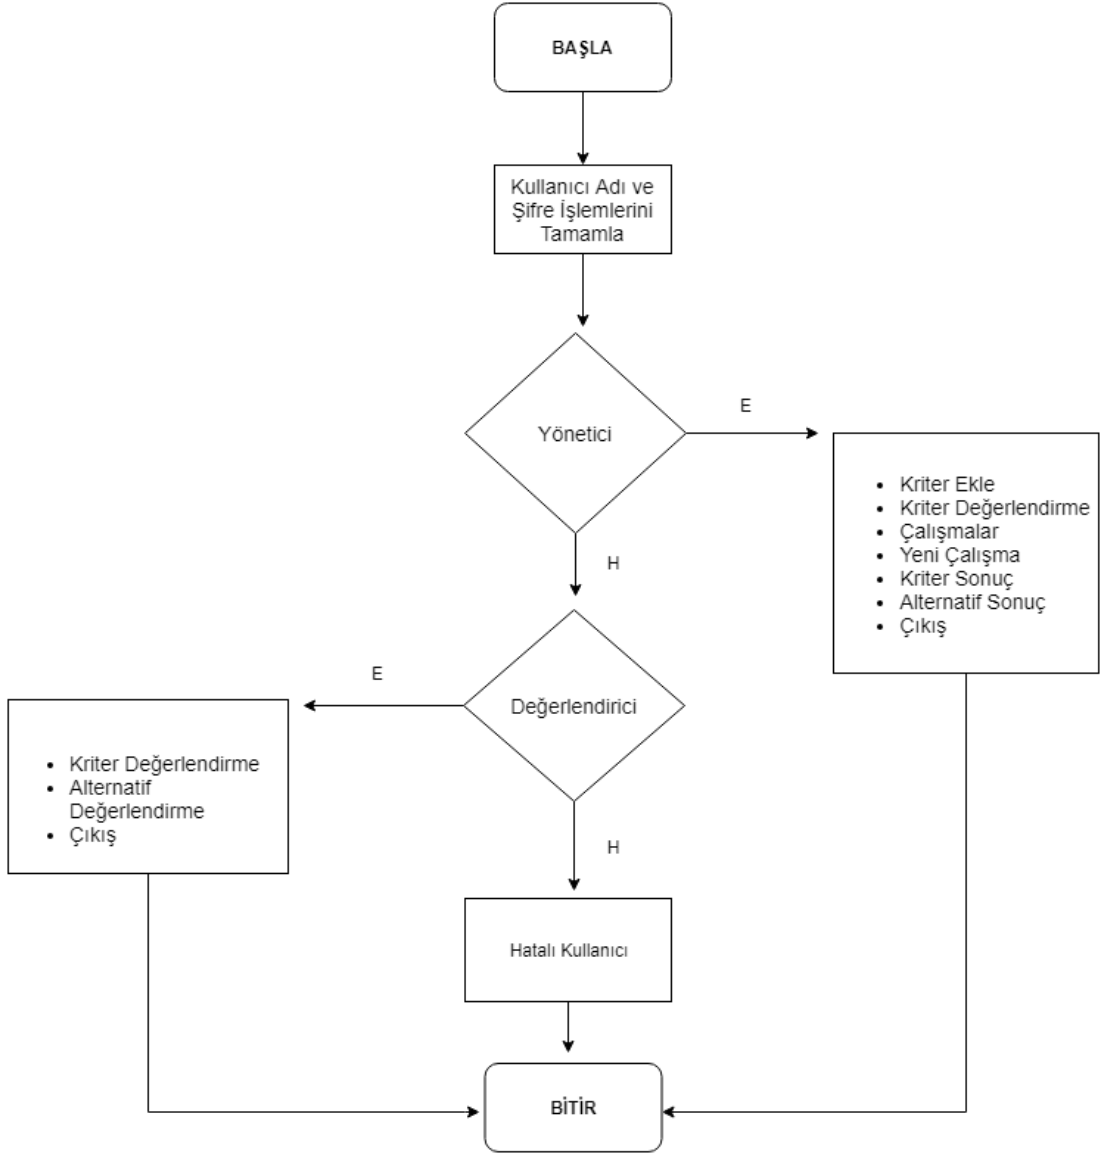 BAŞLA
Kullanıcı Adı ve
Şifre İşlemlerini
Tamamla
Yönetici
E
H
• Kriter Ekle
• Kriter Değerlendirme
• Çalışmalar
• Yeni Çalışma
• Kriter Sonuç
• Alternatif Sonuç
• Çıkış
Değerlendirici
E
H
• Kriter Değerlendirme
• Alternatif
Değerlendirme
• Çıkış
Hatalı Kullanıcı
BİTİR